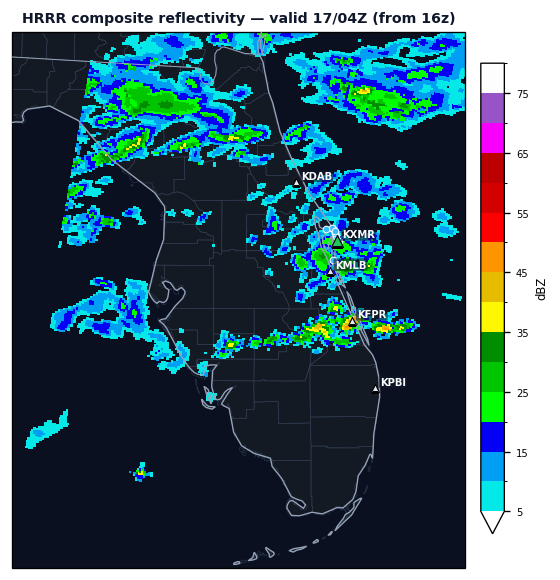 HRRR composite reflectivity — valid 17/04Z (from 16z)
KDAB
KXMR
KMLB
KFPR
KPBI
75
65
55
45
35
25
15
5
dBZ